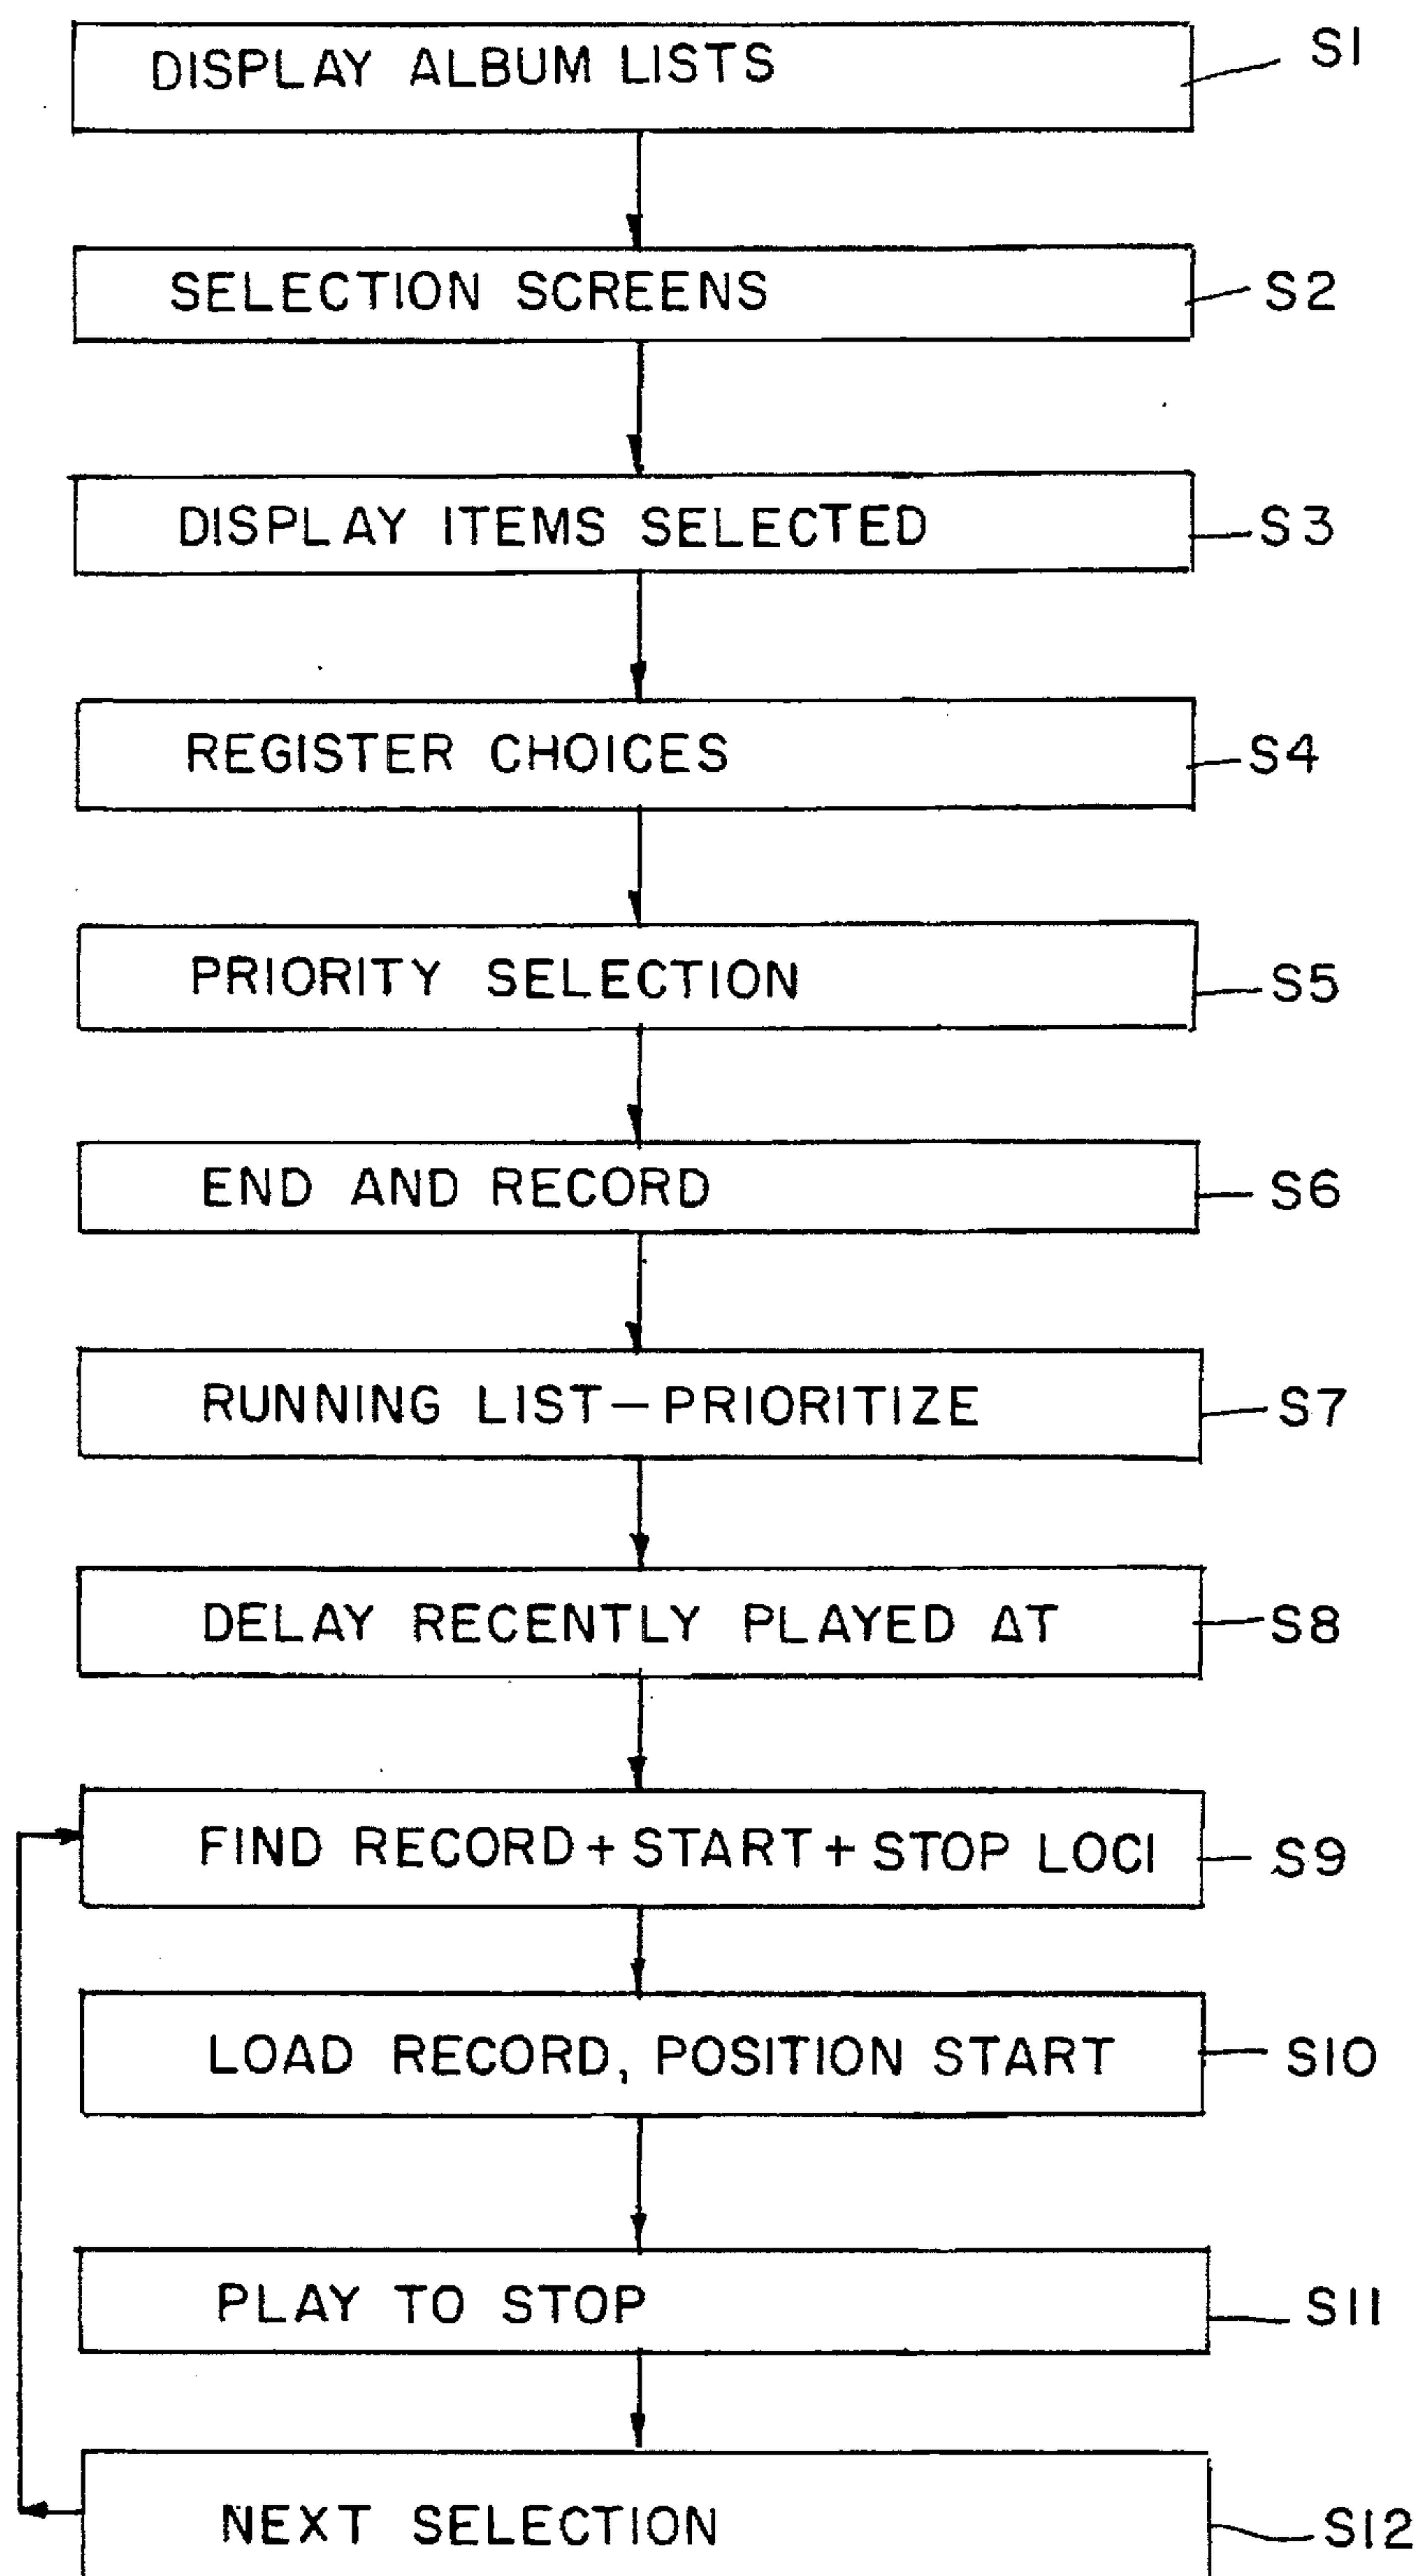 DISPLAY ALBUM LISTS S1
SELECTION SCREENS S2
DISPLAY ITEMS SELECTED S3
REGISTER CHOICES S4
PRIORITY SELECTION S5
END AND RECORD S6
RUNNING LIST—PRIORITIZE S7
DELAY RECENTLY PLAYED ΔT S8
FIND RECORD + START + STOP LOCI S9
LOAD RECORD, POSITION START S10
PLAY TO STOP S11
NEXT SELECTION S12